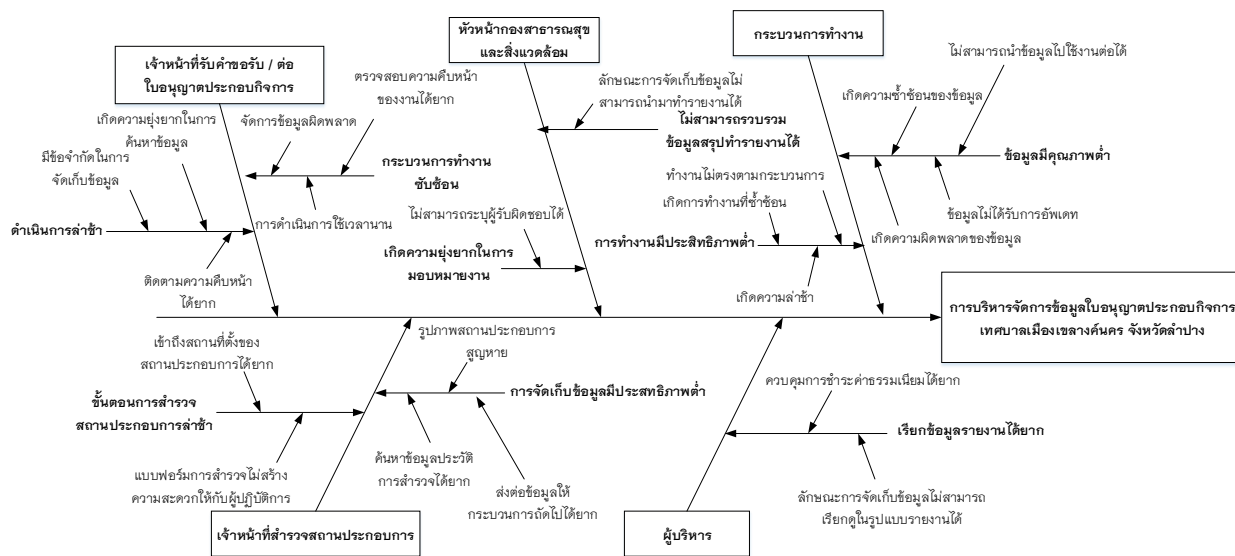 หัวหน้ากองสาธารณสุข
และสิ่งแวดล้อม
กระบวนการทำงาน
เจ้าหน้าที่รับคำขอรับ / ต่อ
ใบอนุญาตประกอบกิจการ
ตรวจสอบความคืบหน้า
ของงานได้ยาก
จัดการข้อมูลผิดพลาด
เกิดความยุ่งยากในการ
ค้นหาข้อมูล
มีข้อจำกัดในการ
จัดเก็บข้อมูล
กระบวนการทำงาน
ซับซ้อน
การดำเนินการใช้เวลานาน
ดำเนินการล่าช้า
ติดตามความคืบหน้า
ได้ยาก
ลักษณะการจัดเก็บข้อมูลไม่
สามารถนำมาทำรายงานได้
ไม่สามารถรวบรวม
ข้อมูลสรุปทำรายงานได้
ไม่สามารถระบุผู้รับผิดชอบได้
เกิดความยุ่งยากในการ
มอบหมายงาน
ไม่สามารถนำข้อมูลไปใช้งานต่อได้
เกิดความซ้ำซ้อนของข้อมูล
ข้อมูลมีคุณภาพต่ำ
ข้อมูลไม่ได้รับการอัพเดท
เกิดความผิดพลาดของข้อมูล
ทำงานไม่ตรงตามกระบวนการ
เกิดการทำงานที่ซ้ำซ้อน
การทำงานมีประสิทธิภาพต่ำ
เกิดความล่าช้า
การบริหารจัดการข้อมูลใบอนุญาตประกอบกิจการ
เทศบาลเมืองเขลางค์นคร จังหวัดลำปาง
เข้าถึงสถานที่ตั้งของ
สถานประกอบการได้ยาก
ขั้นตอนการสำรวจ
สถานประกอบการล่าช้า
แบบฟอร์มการสำรวจไม่สร้าง
ความสะดวกให้กับผู้ปฏิบัติการ
รูปภาพสถานประกอบการ
สูญหาย
การจัดเก็บข้อมูลมีประสทธิภาพต่ำ
ค้นหาข้อมูลประวัติ
การสำรวจได้ยาก
ส่งต่อข้อมูลให้
กระบวนการถัดไปได้ยาก
เจ้าหน้าที่สำรวจสถานประกอบการ
ควบคุมการชำระค่าธรรมเนียมได้ยาก
เรียกข้อมูลรายงานได้ยาก
ลักษณะการจัดเก็บข้อมูลไม่สามารถ
เรียกดูในรูปแบบรายงานได้
ผู้บริหาร